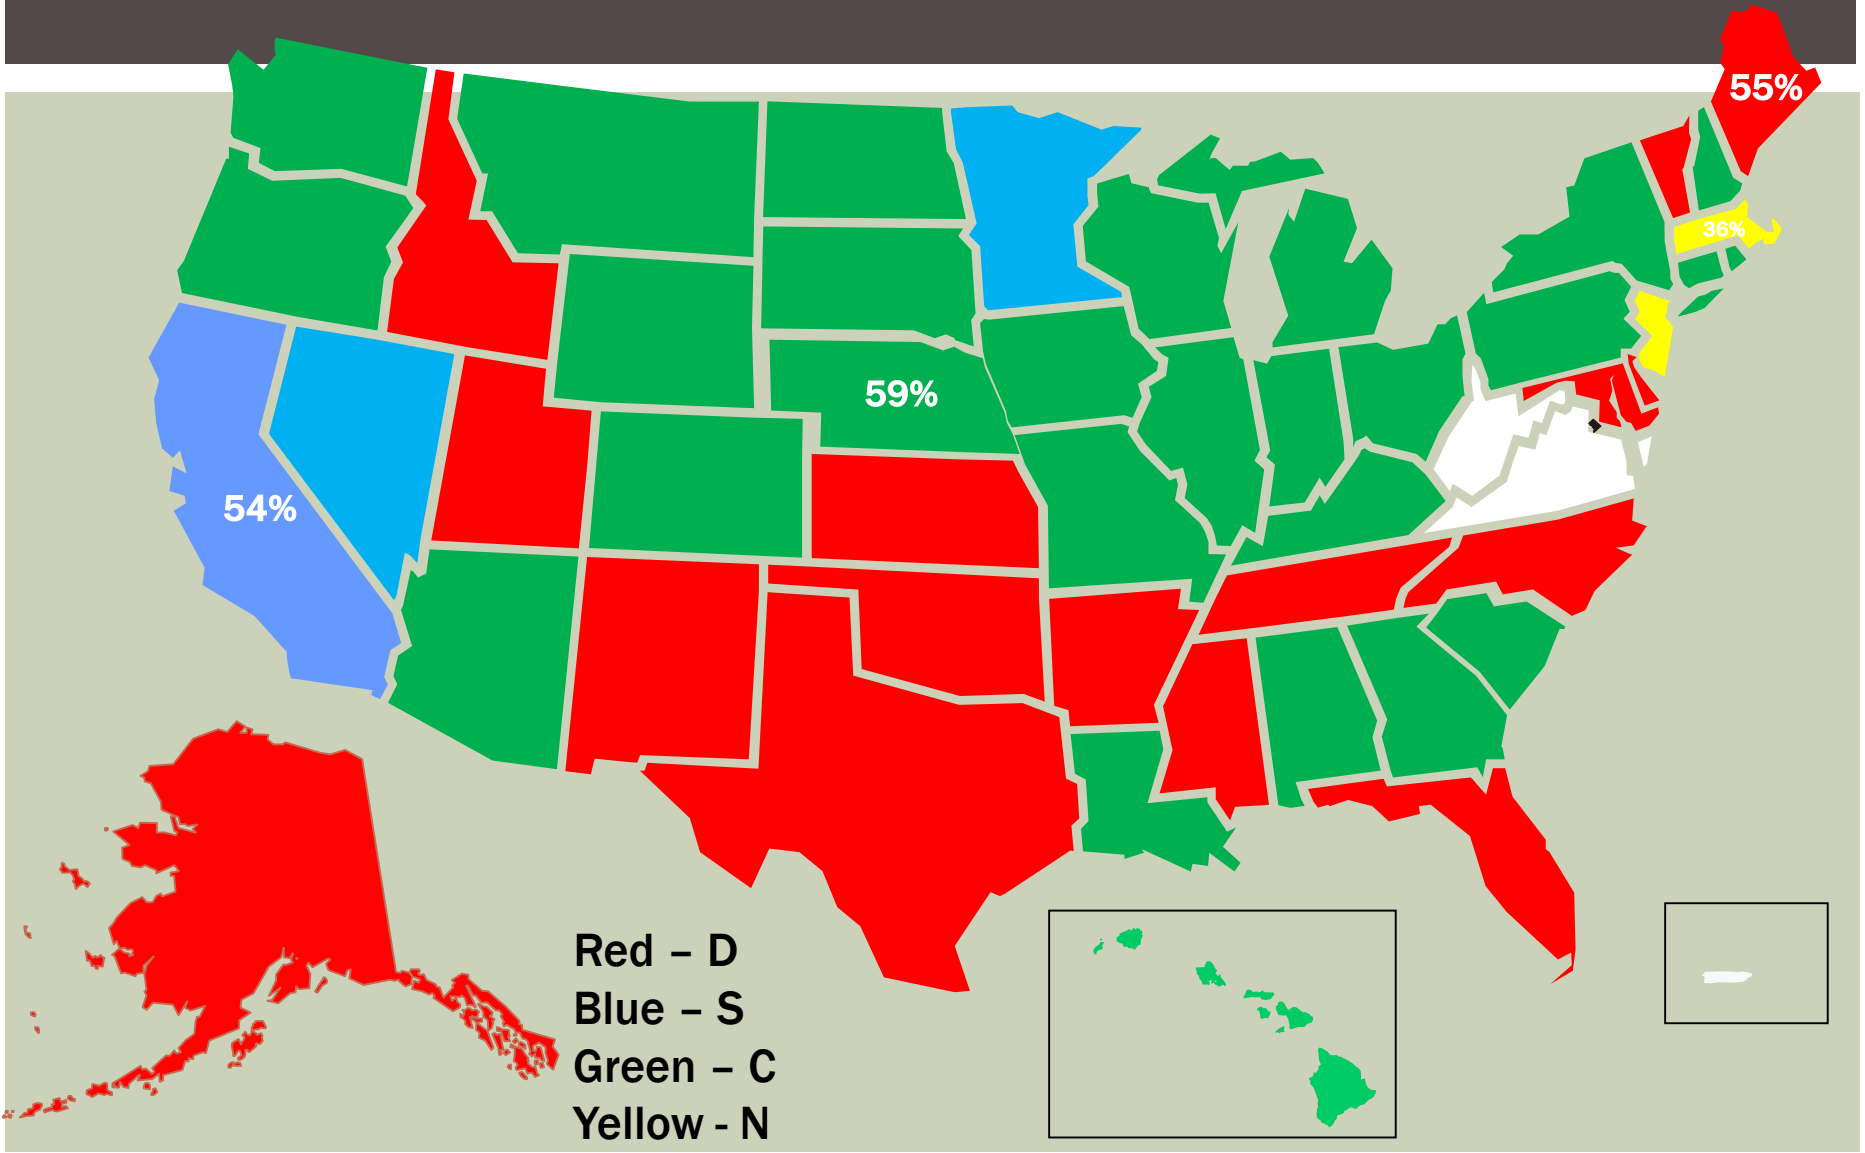 55%
36%
59%
54%
Red – D
Blue – S
Green – C
Yellow - N